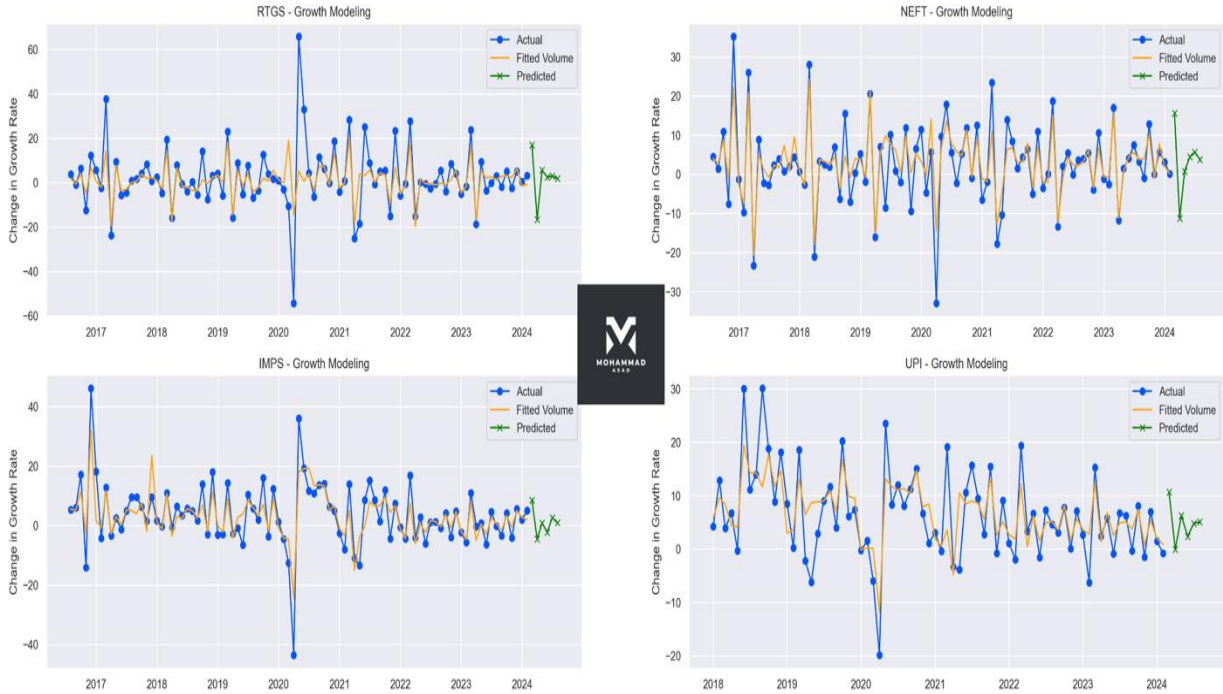 RTGS - Growth Modeling
Actual
Fitted Volume
Predicted
Change in Growth Rate
60
40
20
0
−20
−40
−60
2017 2018 2019 2020 2021 2022 2023 2024
NEFT - Growth Modeling
Actual
Fitted Volume
Predicted
Change in Growth Rate
30
20
10
0
−10
−20
−30
2017 2018 2019 2020 2021 2022 2023 2024
MOHAMMAD
ASAD
IMPS - Growth Modeling
Actual
Fitted Volume
Predicted
Change in Growth Rate
40
20
0
−20
−40
2017 2018 2019 2020 2021 2022 2023 2024
UPI - Growth Modeling
Actual
Fitted Volume
Predicted
Change in Growth Rate
30
20
10
0
−10
−20
2018 2019 2020 2021 2022 2023 2024